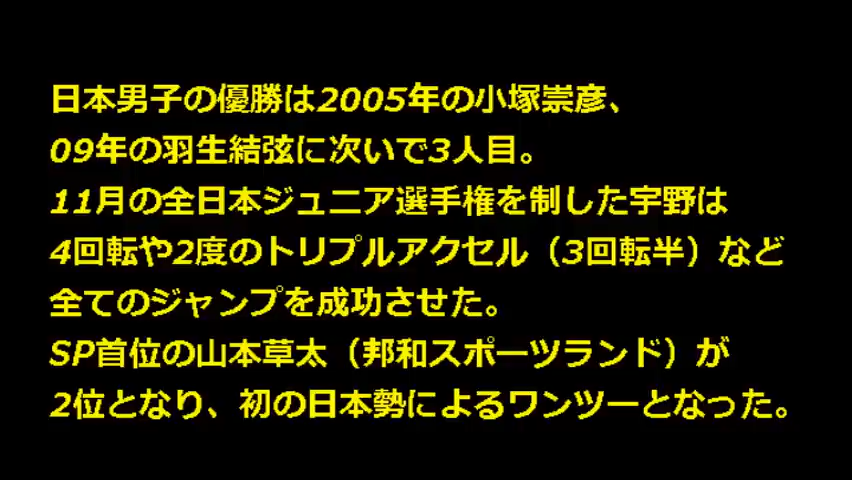 日本男子の優勝は2005年の小塚崇彦、
09年の羽生結弦に次いで3人目。
11月の全日本ジュニア選手権を制した宇野は
4回転や2度のトリプルアクセル（3回転半）など
全てのジャンプを成功させた。
SP首位の山本草太（邦和スポーツランド）が
2位となり、初の日本勢によるワンツーとなった。